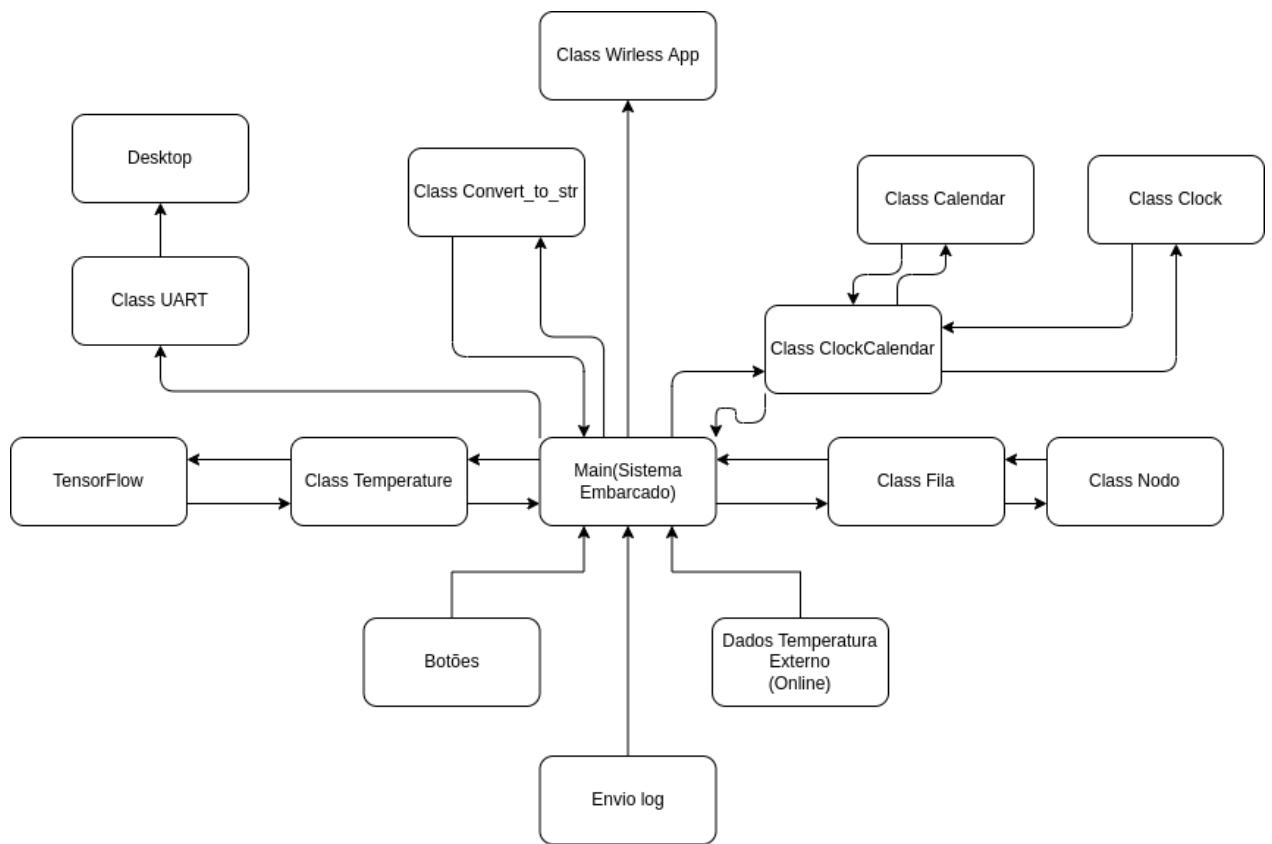 Class Wirless App
Desktop
Class Convert_to_str
Class Calendar
Class Clock
Class UART
Class ClockCalendar
TensorFlow
Class Temperature
Main(Sistema
Embarcado)
Class Fila
Class Nodo
Botões
Dados Temperatura
Externo
(Online)
Envio log